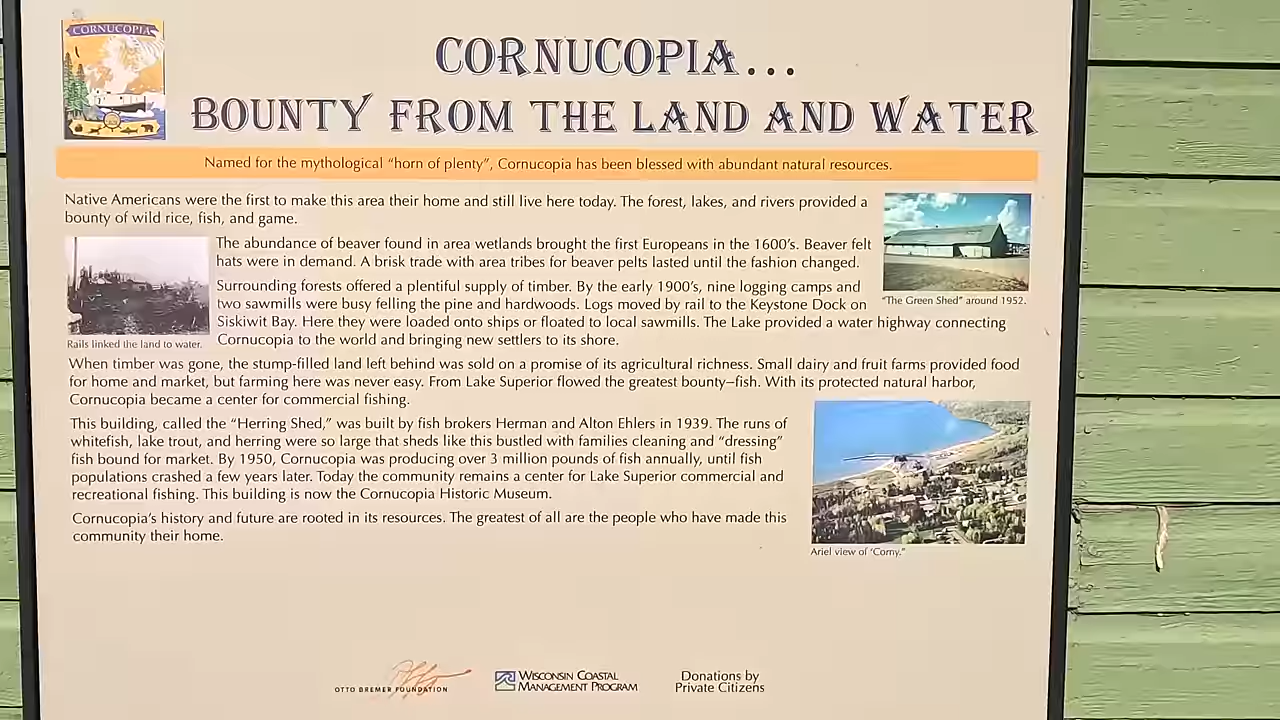 CORNUCOPIA
CORNUCOPIA...
BOUNTY FROM THE LAND AND WATER
Named for the mythological "horn of plenty", Cornucopia has been blessed with abundant natural resources.
Native Americans were the first to make this area their home and still live here today. The forest, lakes, and rivers provided a
bounty of wild rice, fish, and game.
The abundance of beaver found in area wetlands brought the first Europeans in the 1600's. Beaver felt
hats were in demand. A brisk trade with area tribes for beaver pelts lasted until the fashion changed.
"The Green Shed" around 1952.
Surrounding forests offered a plentiful supply of timber. By the early 1900's, nine logging camps and
two sawmills were busy felling the pine and hardwoods. Logs moved by rail to the Keystone Dock on
Siskiwit Bay. Here they were loaded onto ships or floated to local sawmills. The Lake provided a water highway connecting
Cornucopia to the world and bringing new settlers to its shore.
Rails linked the land to water.
When timber was gone, the stump-filled land left behind was sold on a promise of its agricultural richness. Small dairy and fruit farms provided food
for home and market, but farming here was never easy. From Lake Superior flowed the greatest bounty–fish. With its protected natural harbor,
Cornucopia became a center for commercial fishing.
This building, called the "Herring Shed," was built by fish brokers Herman and Alton Ehlers in 1939. The runs of
whitefish, lake trout, and herring were so large that sheds like this bustled with families cleaning and "dressing"
fish bound for market. By 1950, Cornucopia was producing over 3 million pounds of fish annually, until fish
populations crashed a few years later. Today the community remains a center for Lake Superior commercial and
recreational fishing. This building is now the Cornucopia Historic Museum.
Cornucopia's history and future are rooted in its resources. The greatest of all are the people who have made this
community their home.
Ariel view of "Corny."
OTTO BREMER FOUNDATION
WISCONSIN COASTAL
MANAGEMENT PROGRAM
Donations by
Private Citizens